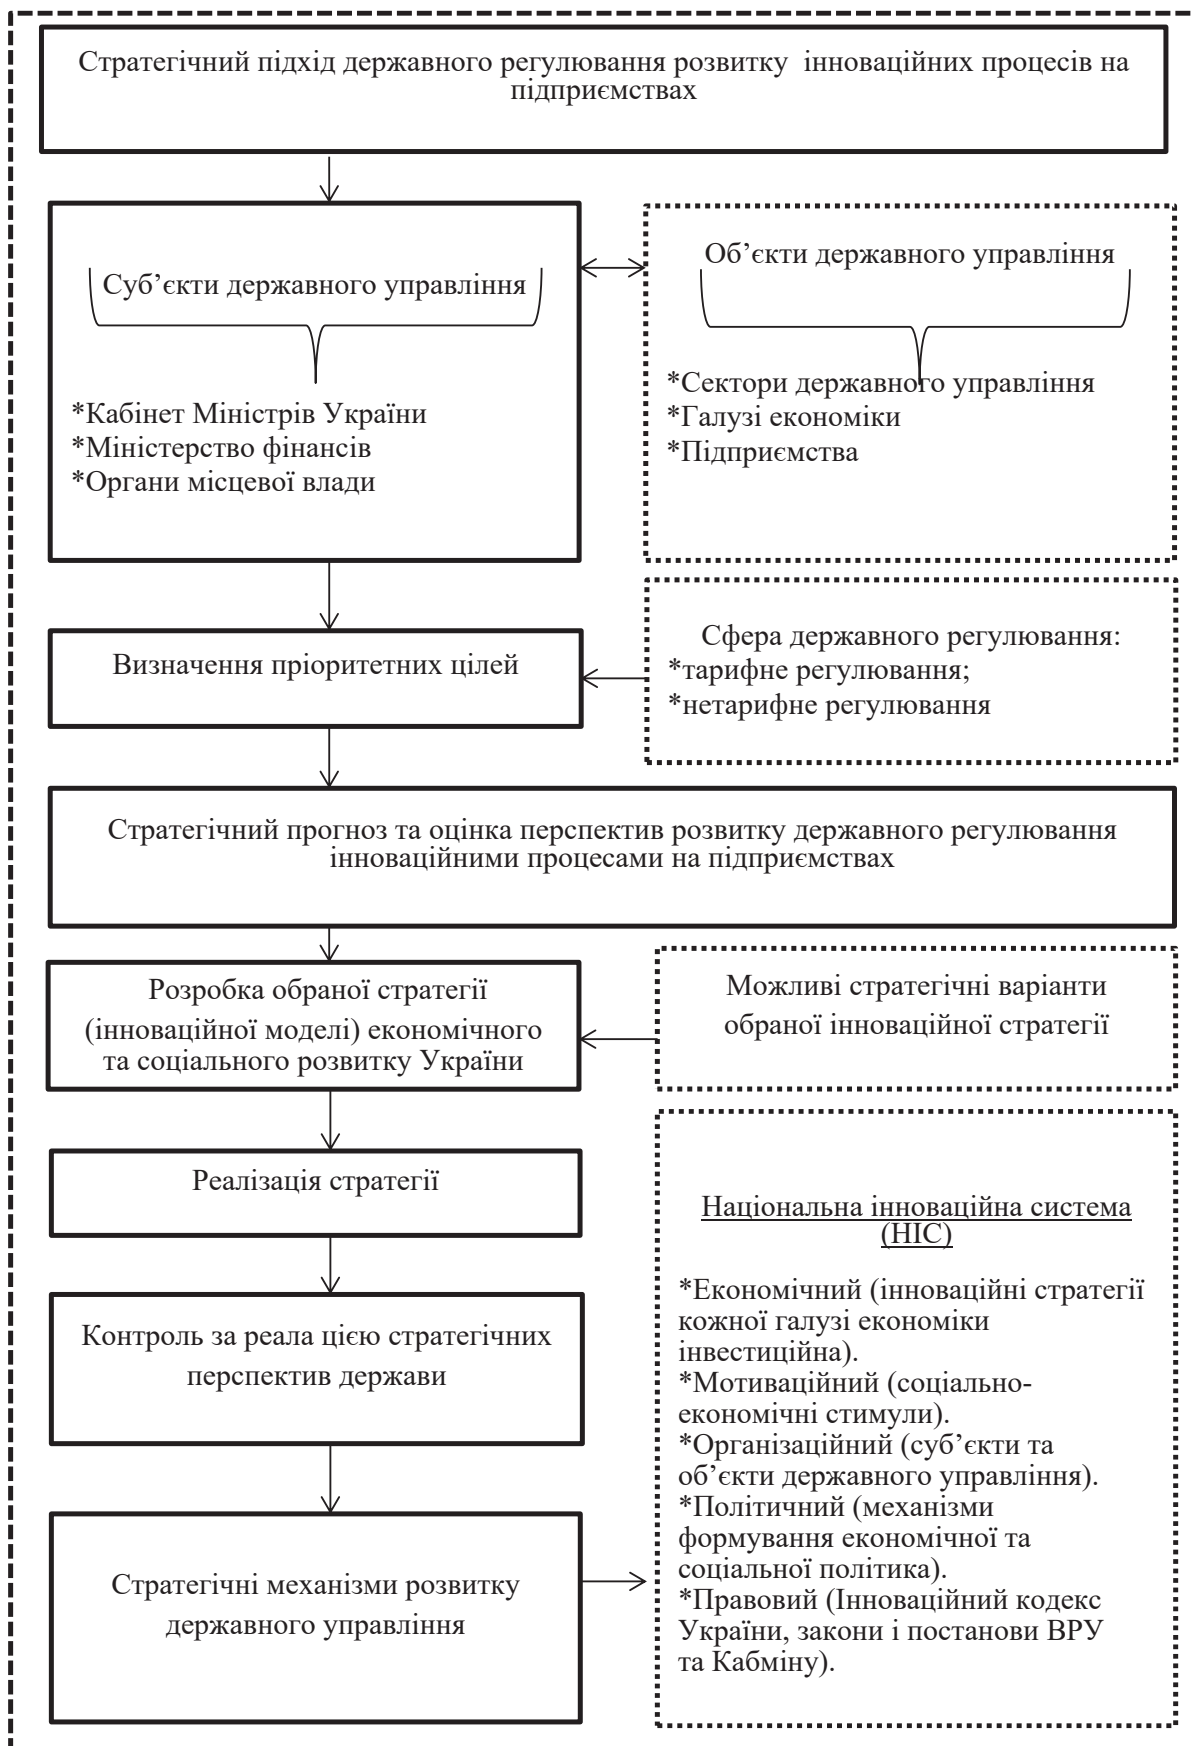 Стратегічний підхід державного регулювання розвитку інноваційних процесів на
підприємствах
Суб’єкти державного управління
*Кабінет Міністрів України
*Міністерство фінансів
*Органи місцевої влади
Об’єкти державного управління
*Сектори державного управління
*Галузі економіки
*Підприємства
Визначення пріоритетних цілей
Сфера державного регулювання:
*тарифне регулювання;
*нетарифне регулювання
Стратегічний прогноз та оцінка перспектив розвитку державного регулювання
інноваційними процесами на підприємствах
Розробка обраної стратегії
(інноваційної моделі) економічного
та соціального розвитку України
Можливі стратегічні варіанти
обраної інноваційної стратегії
Реалізація стратегії
Контроль за реала цією стратегічних
перспектив держави
Стратегічні механізми розвитку
державного управління
Національна інноваційна система
(НІС)
*Економічний (інноваційні стратегії
кожної галузі економіки
інвестиційна).
*Мотиваційний (соціально-
економічні стимули).
*Організаційний (суб’єкти та
об’єкти державного управління).
*Політичний (механізми
формування економічної та
соціальної політика).
*Правовий (Інноваційний кодекс
України, закони і постанови ВРУ
та Кабміну).